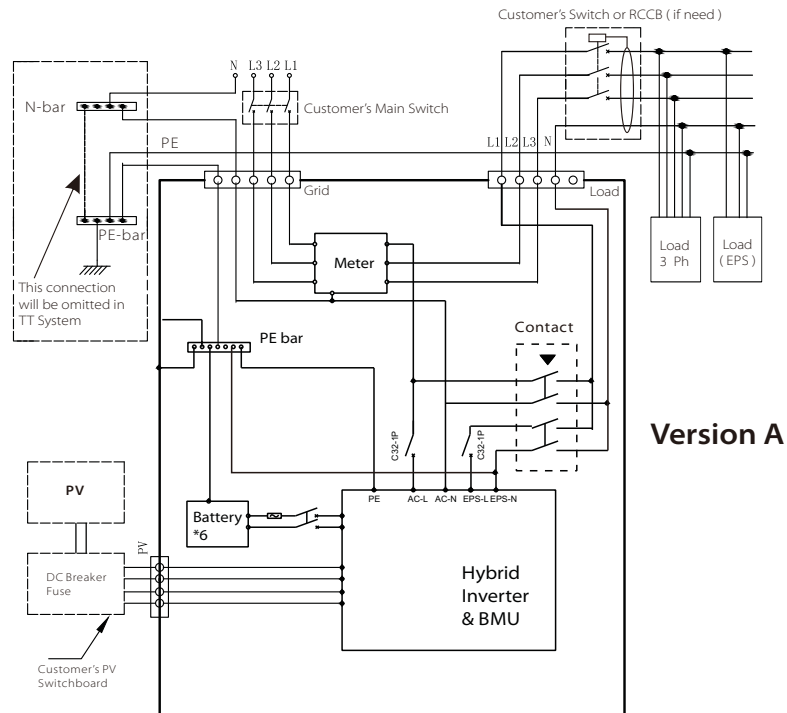 Customer's Switch or RCCB ( if need )
N L3 L2 L1
N-bar
Customer's Main Switch
PE
L1 L2 L3 N
Grid
Load
PE-bar
Meter
Load
3 Ph
Load
( EPS )
This connection
will be omitted in
TT System
PE bar
Contact
Version A
C32-1P
C32-1P
PV
PE AC-L AC-N EPS-L EPS-N
Battery
*6
PV
DC Breaker
Fuse
Hybrid
Inverter
& BMU
Customer's PV
Switchboard